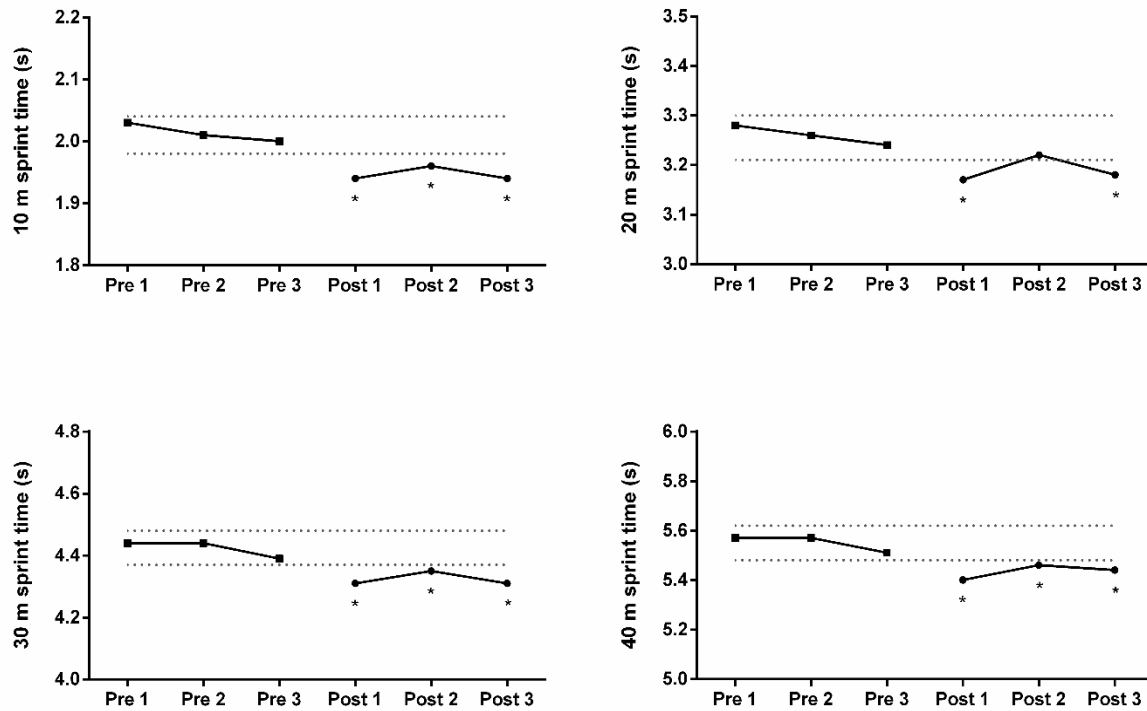 10 m sprint time (s)
2.2
2.1
2.0
1.9
1.8
* * *
Pre 1 Pre 2 Pre 3 Post 1 Post 2 Post 3
20 m sprint time (s)
3.5
3.4
3.3
3.2
3.1
3.0
* *
Pre 1 Pre 2 Pre 3 Post 1 Post 2 Post 3
30 m sprint time (s)
4.8
4.6
4.4
4.2
4.0
* * *
Pre 1 Pre 2 Pre 3 Post 1 Post 2 Post 3
40 m sprint time (s)
6.0
5.8
5.6
5.4
5.2
5.0
* * *
Pre 1 Pre 2 Pre 3 Post 1 Post 2 Post 3